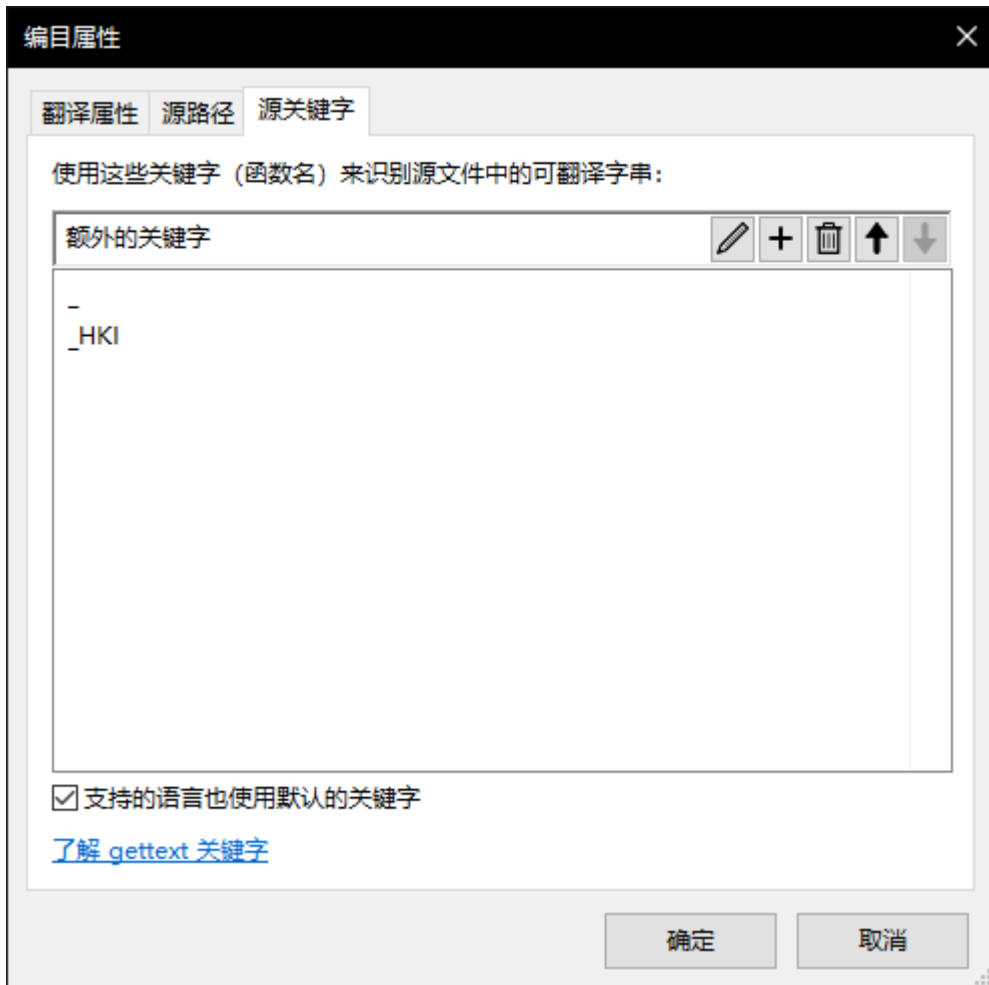 编目属性
翻译属性 源路径 源关键字
使用这些关键字（函数名）来识别源文件中的可翻译字串：
额外的关键字
_
_HKI
支持的语言也使用默认的关键字
了解 gettext 关键字
确定 取消